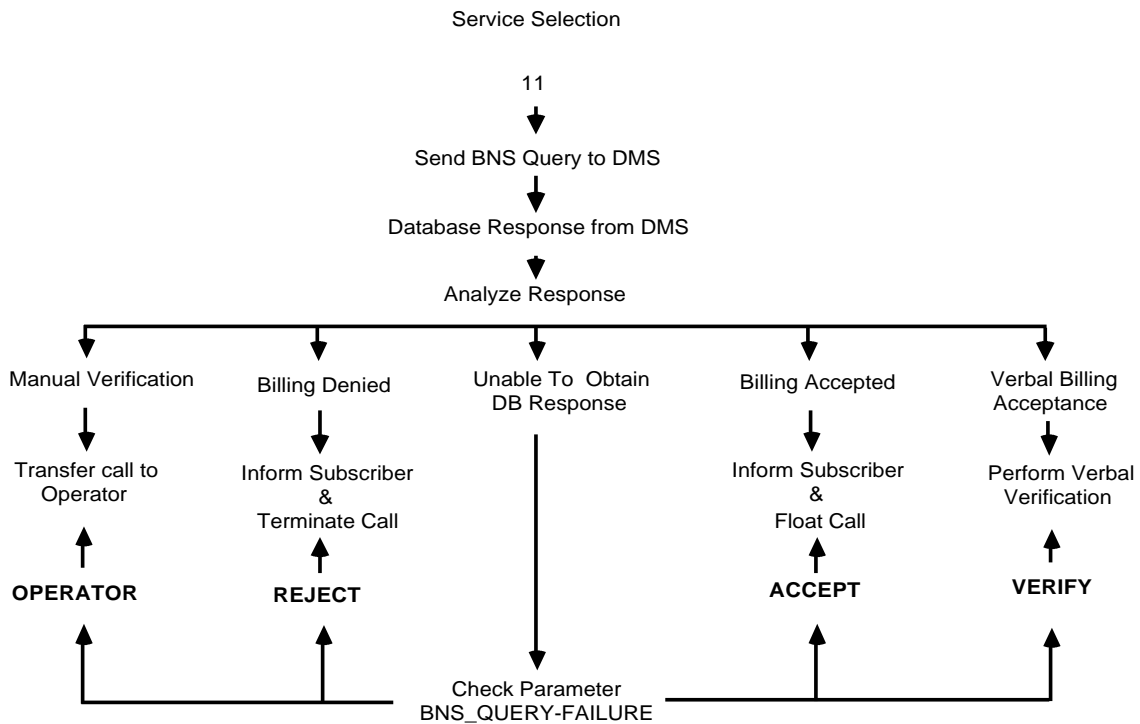 Service Selection
11
Send BNS Query to DMS
Database Response from DMS
Analyze Response
Manual Verification
Billing Denied
Unable To Obtain
DB Response
Billing Accepted
Verbal Billing
Acceptance
Transfer call to
Operator
Inform Subscriber
&
Terminate Call
Inform Subscriber
&
Float Call
Perform Verbal
Verification
OPERATOR
REJECT
ACCEPT
VERIFY
Check Parameter
BNS_QUERY-FAILURE